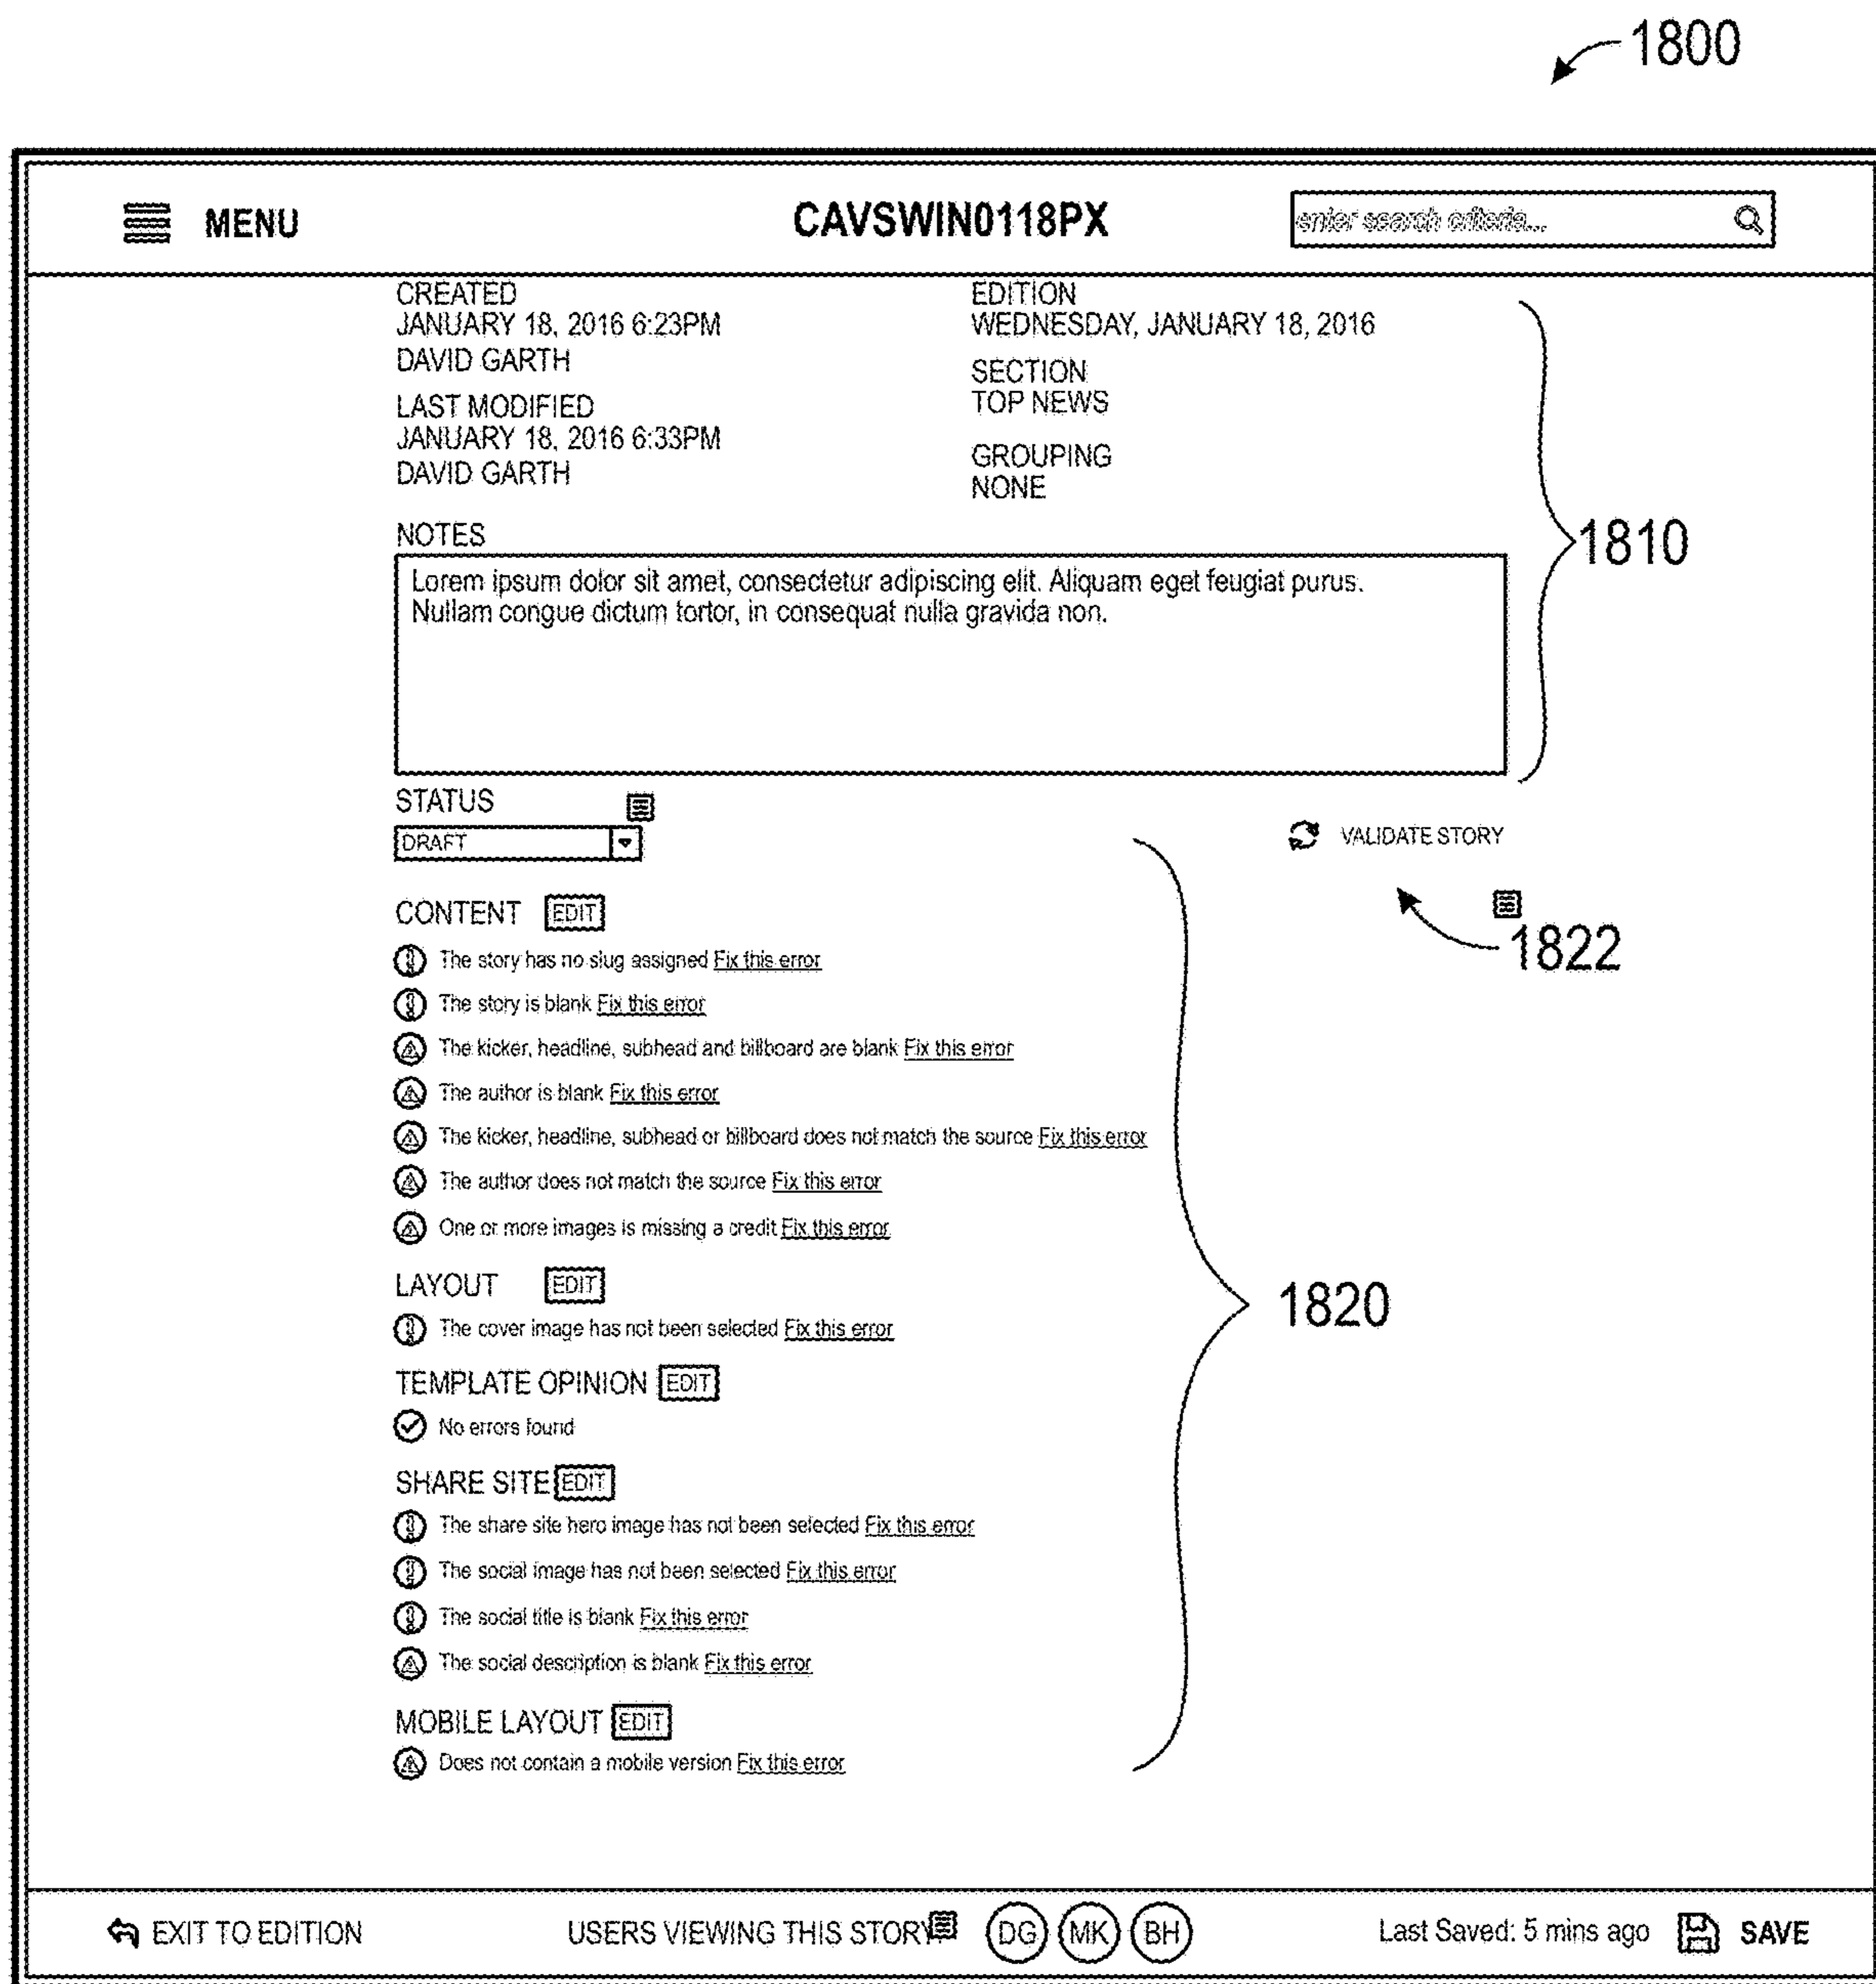 1800
MENU
CAVSWIN0118PX
enter search criteria...
CREATED
JANUARY 18, 2016 6:23PM
DAVID GARTH
LAST MODIFIED
JANUARY 18, 2016 6:33PM
DAVID GARTH
EDITION
WEDNESDAY, JANUARY 18, 2016
SECTION
TOP NEWS
GROUPING
NONE
1810
NOTES
Lorem ipsum dolor sit amet, consectetur adipiscing elit. Aliquam eget feugiat purus.
Nullam congue dictum tortor, in consequat nulla gravida non.
STATUS
DRAFT
VALIDATE STORY
1822
CONTENT EDIT
The story has no slug assigned Fix this error
The story is blank Fix this error
The kicker, headline, subhead and billboard are blank Fix this error
The author is blank Fix this error
The kicker, headline, subhead or billboard does not match the source Fix this error
The author does not match the source Fix this error
One or more images is missing a credit Fix this error
LAYOUT EDIT
The cover image has not been selected Fix this error
1820
TEMPLATE OPINION EDIT
No errors found
SHARE SITE EDIT
The share site hero image has not been selected Fix this error
The social image has not been selected Fix this error
The social title is blank Fix this error
The social description is blank Fix this error
MOBILE LAYOUT EDIT
Does not contain a mobile version Fix this error
EXIT TO EDITION
USERS VIEWING THIS STORY
DG
MK
BH
Last Saved: 5 mins ago
SAVE